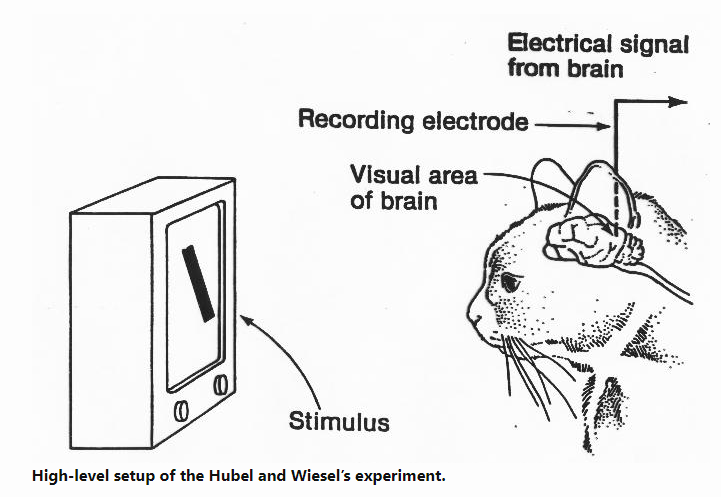 Electrical signal
from brain
Recording electrode
Visual area
of brain
Stimulus
High-level setup of the Hubel and Wiesel's experiment.